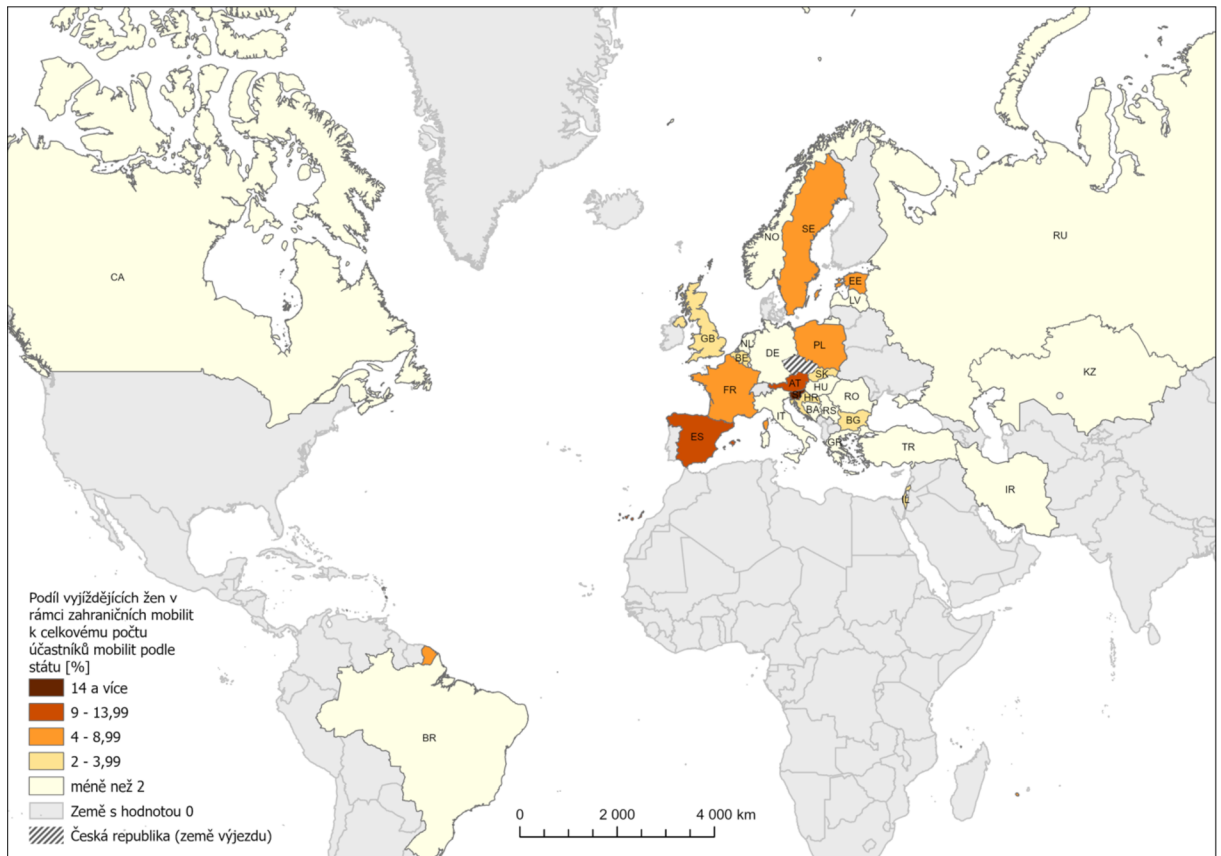 CA
NO
SE
RU
EE
LV
GB
NL
BE
DE
PL
KZ
SK
AT
FR
HU
SI
HR
RO
BA
RS
IT
BG
ES
GR
TR
IR
IL
BR
Podíl vyjíždějících žen v
rámci zahraničních mobilit
k celkovému počtu
účastníků mobilit podle
státu [%]
14 a více
9 - 13,99
4 - 8,99
2 - 3,99
méně než 2
Země s hodnotou 0
Česká republika (země výjezdu)
0 2 000 4 000 km